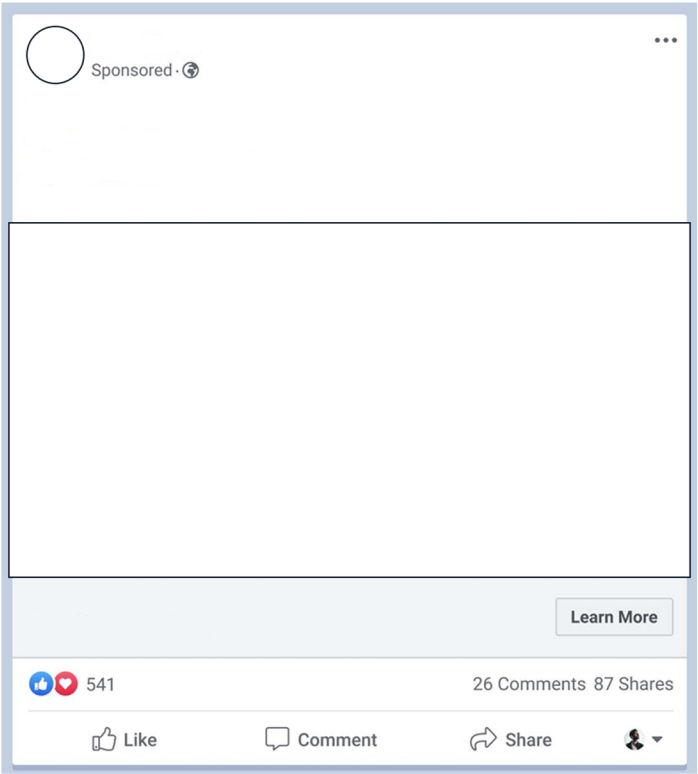 Sponsored ·
Learn More
541
26 Comments 87 Shares
Like
Comment
Share